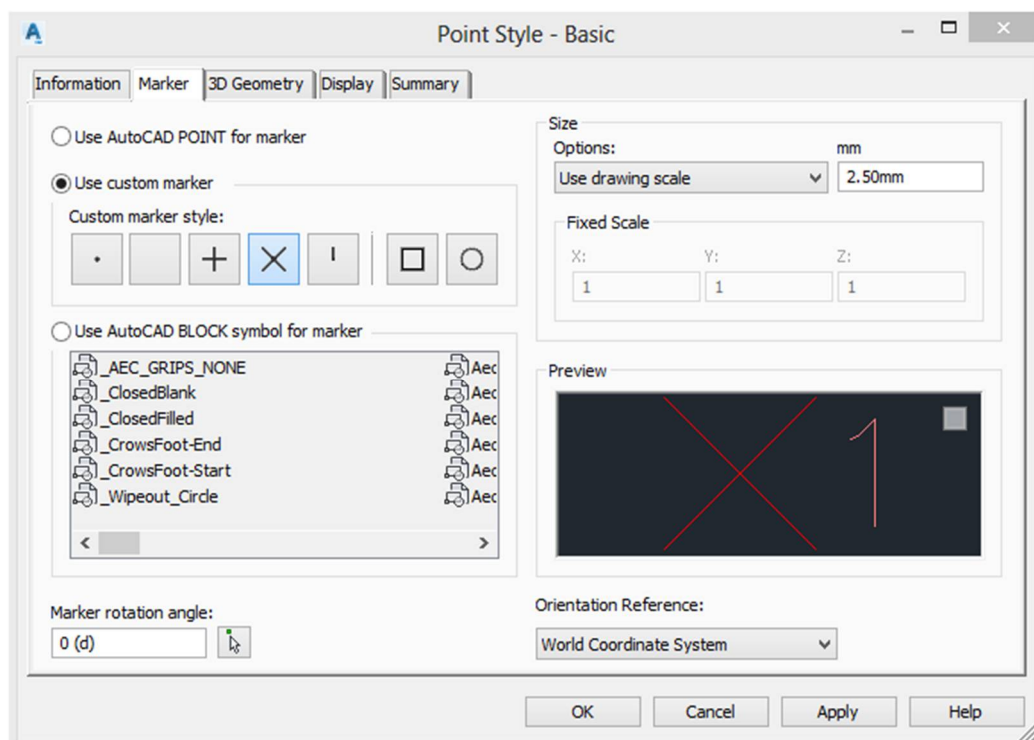 Point Style - Basic
Information Marker 3D Geometry Display Summary
Use AutoCAD POINT for marker
Use custom marker
Custom marker style:
Use AutoCAD BLOCK symbol for marker
_AEC_GRIPS_NONE Aec
_ClosedBlank Aec
_ClosedFilled Aec
_CrowsFoot-End Aec
_CrowsFoot-Start Aec
_Wipeout_Circle Aec
Marker rotation angle:
0 (d)
Size
Options: mm
Use drawing scale 2.50mm
Fixed Scale
X: Y: Z:
1 1 1
Preview
1
Orientation Reference:
World Coordinate System
OK Cancel Apply Help